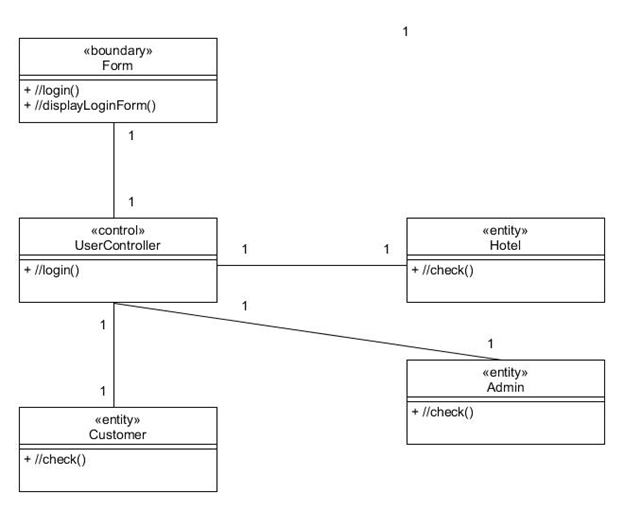 1
«boundary»
Form
+ //login()
+ //displayLoginForm()
1
1
«control»
UserController
+ //login()
1
1
«entity»
Hotel
+ //check()
1
1
1
«entity»
Admin
+ //check()
1
«entity»
Customer
+ //check()